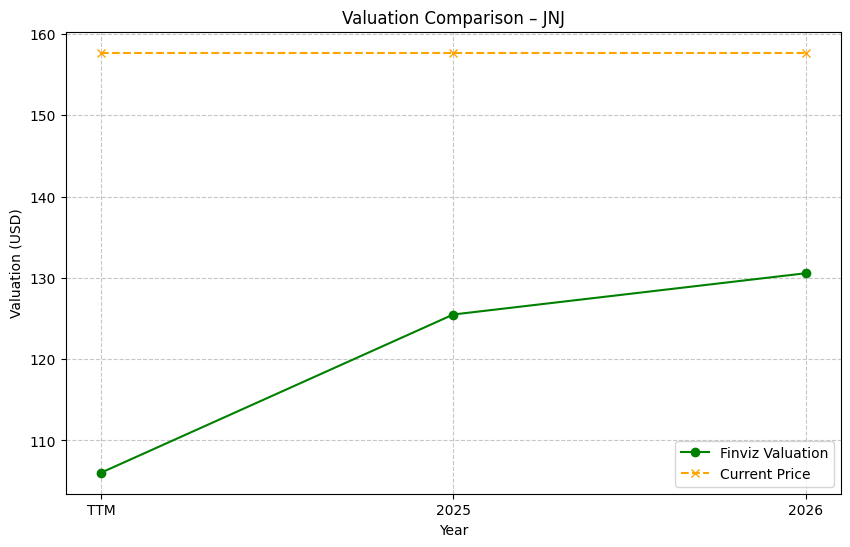 Valuation Comparison – JNJ
160
150
140
130
120
110
Valuation (USD)
TTM
2025
2026
Year
Finviz Valuation
Current Price